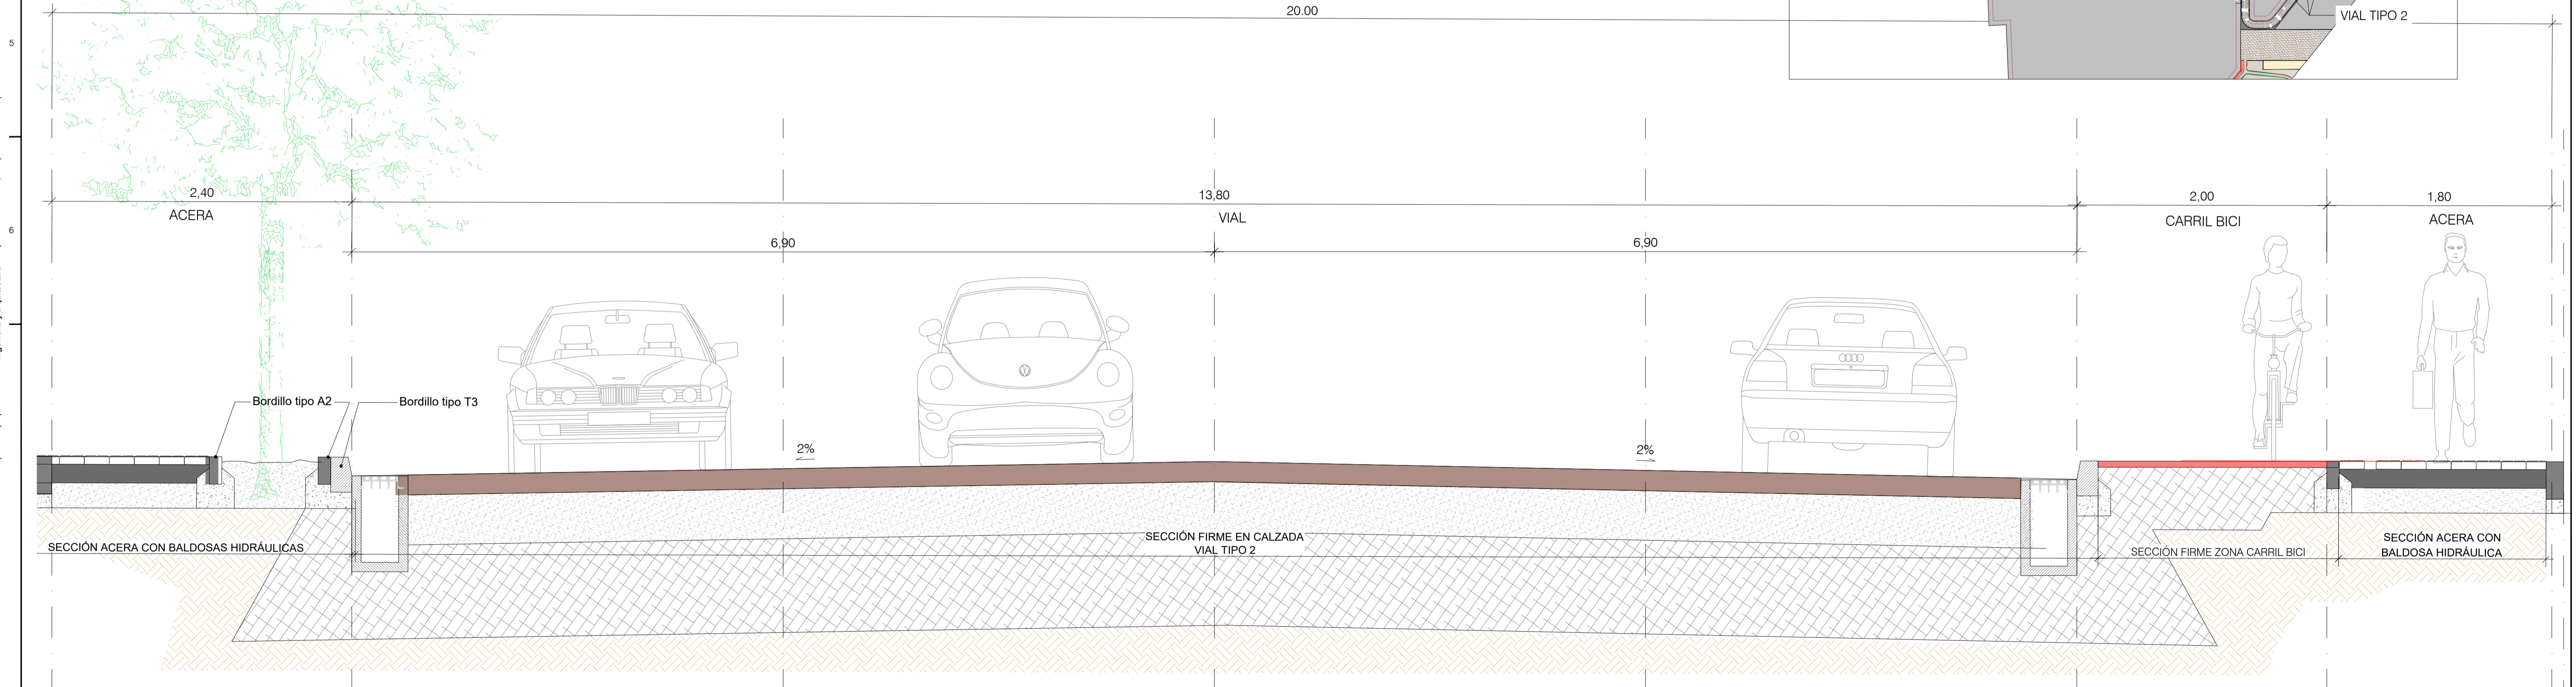 20.00
VIAL TIPO 2
5
2,40
13,80
2,00
1,80
ACERA
VIAL
CARRIL BICI
ACERA
6
6,90
6,90
Bordillo tipo A2
Bordillo tipo T3
2%
2%
SECCIÓN ACERA CON BALDOSAS HIDRÁULICAS
SECCIÓN FIRME EN CALZADA
VIAL TIPO 2
SECCIÓN FIRME ZONA CARRIL BICI
SECCIÓN ACERA CON
BALDOSA HIDRÁULICA